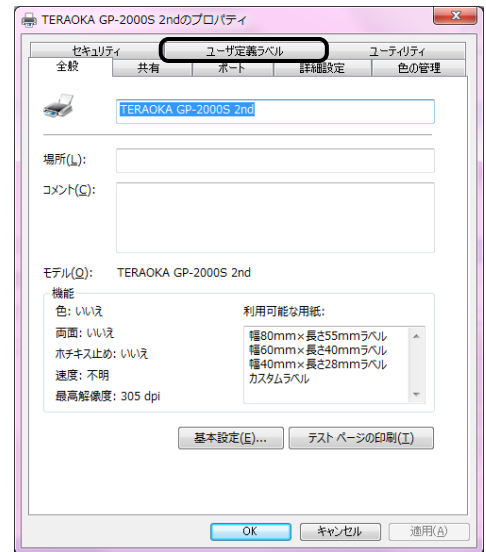 TERAOKA GP-2000S 2ndのプロパティ
セキュリティ ユーザ定義ラベル ユーティリティ
全般 共有 ポート 詳細設定 色の管理
TERAOKA GP-2000S 2nd
場所(L):
コメント(C):
モデル(O): TERAOKA GP-2000S 2nd
機能
色: いいえ 利用可能な用紙:
両面: いいえ 幅80mm×長さ55mmラベル
ホチキス止め: いいえ 幅60mm×長さ40mmラベル
速度: 不明 幅40mm×長さ28mmラベル
最高解像度: 305 dpi カスタムラベル
基本設定(E)... テスト ページの印刷(T)
OK キャンセル 適用(A)